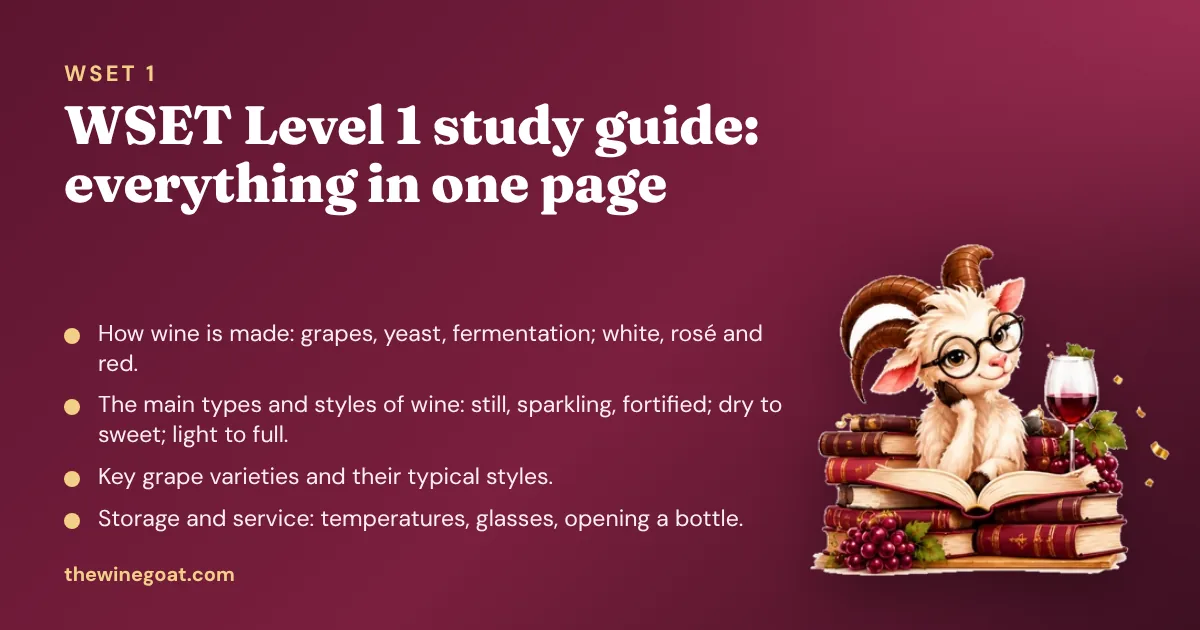 WSET 1
WSET Level 1 study guide:
everything in one page
How wine is made: grapes, yeast, fermentation; white, rosé and
red.
The main types and styles of wine: still, sparkling, fortified; dry to
sweet; light to full.
Key grape varieties and their typical styles.
Storage and service: temperatures, glasses, opening a bottle.
thewinegoat.com